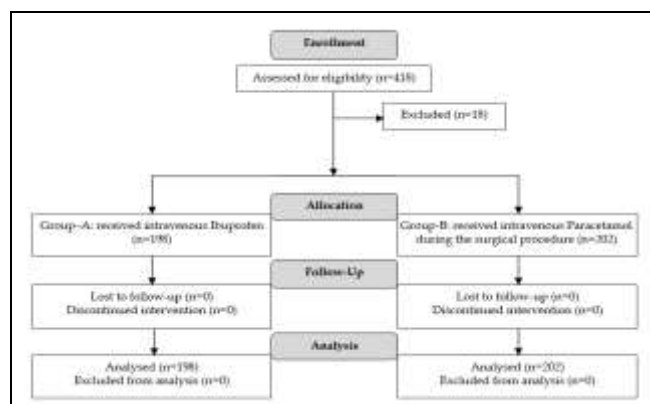 Enrollment
Assessed for eligibility (n=418)
Excluded (n=18)
Allocation
Group-A: received intravenous Ibuprofen
(n=198)
Group-B: received intravenous Paracetamol
during the surgical procedure (n=202)
Follow-Up
Lost to follow-up (n=0)
Discontinued intervention (n=0)
Lost to follow-up (n=0)
Discontinued intervention (n=0)
Analysis
Analysed (n=198)
Excluded from analysis (n=0)
Analysed (n=202)
Excluded from analysis (n=0)